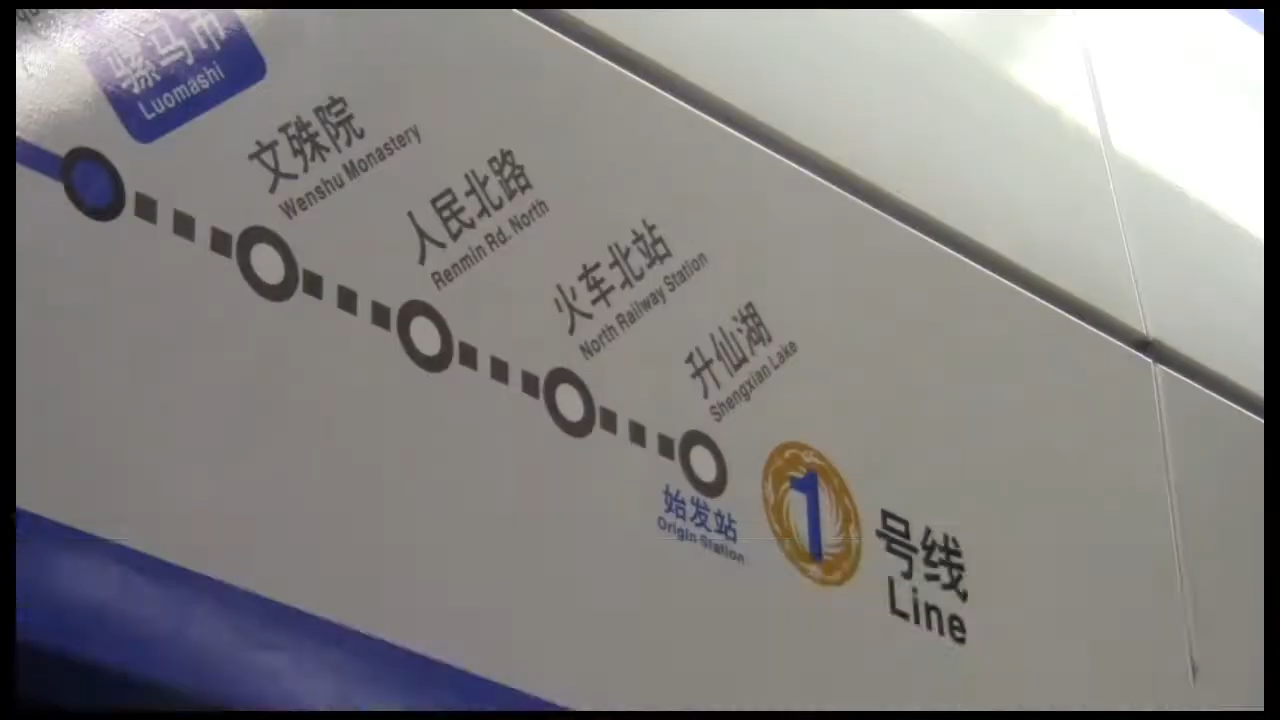 骡马市
Luomashi
文殊院
Wenshu Monastery
人民北路
Renmin Rd. North
火车北站
North Railway Station
升仙湖
Shengxian Lake
始发站
Origin Station
1
号线
Line